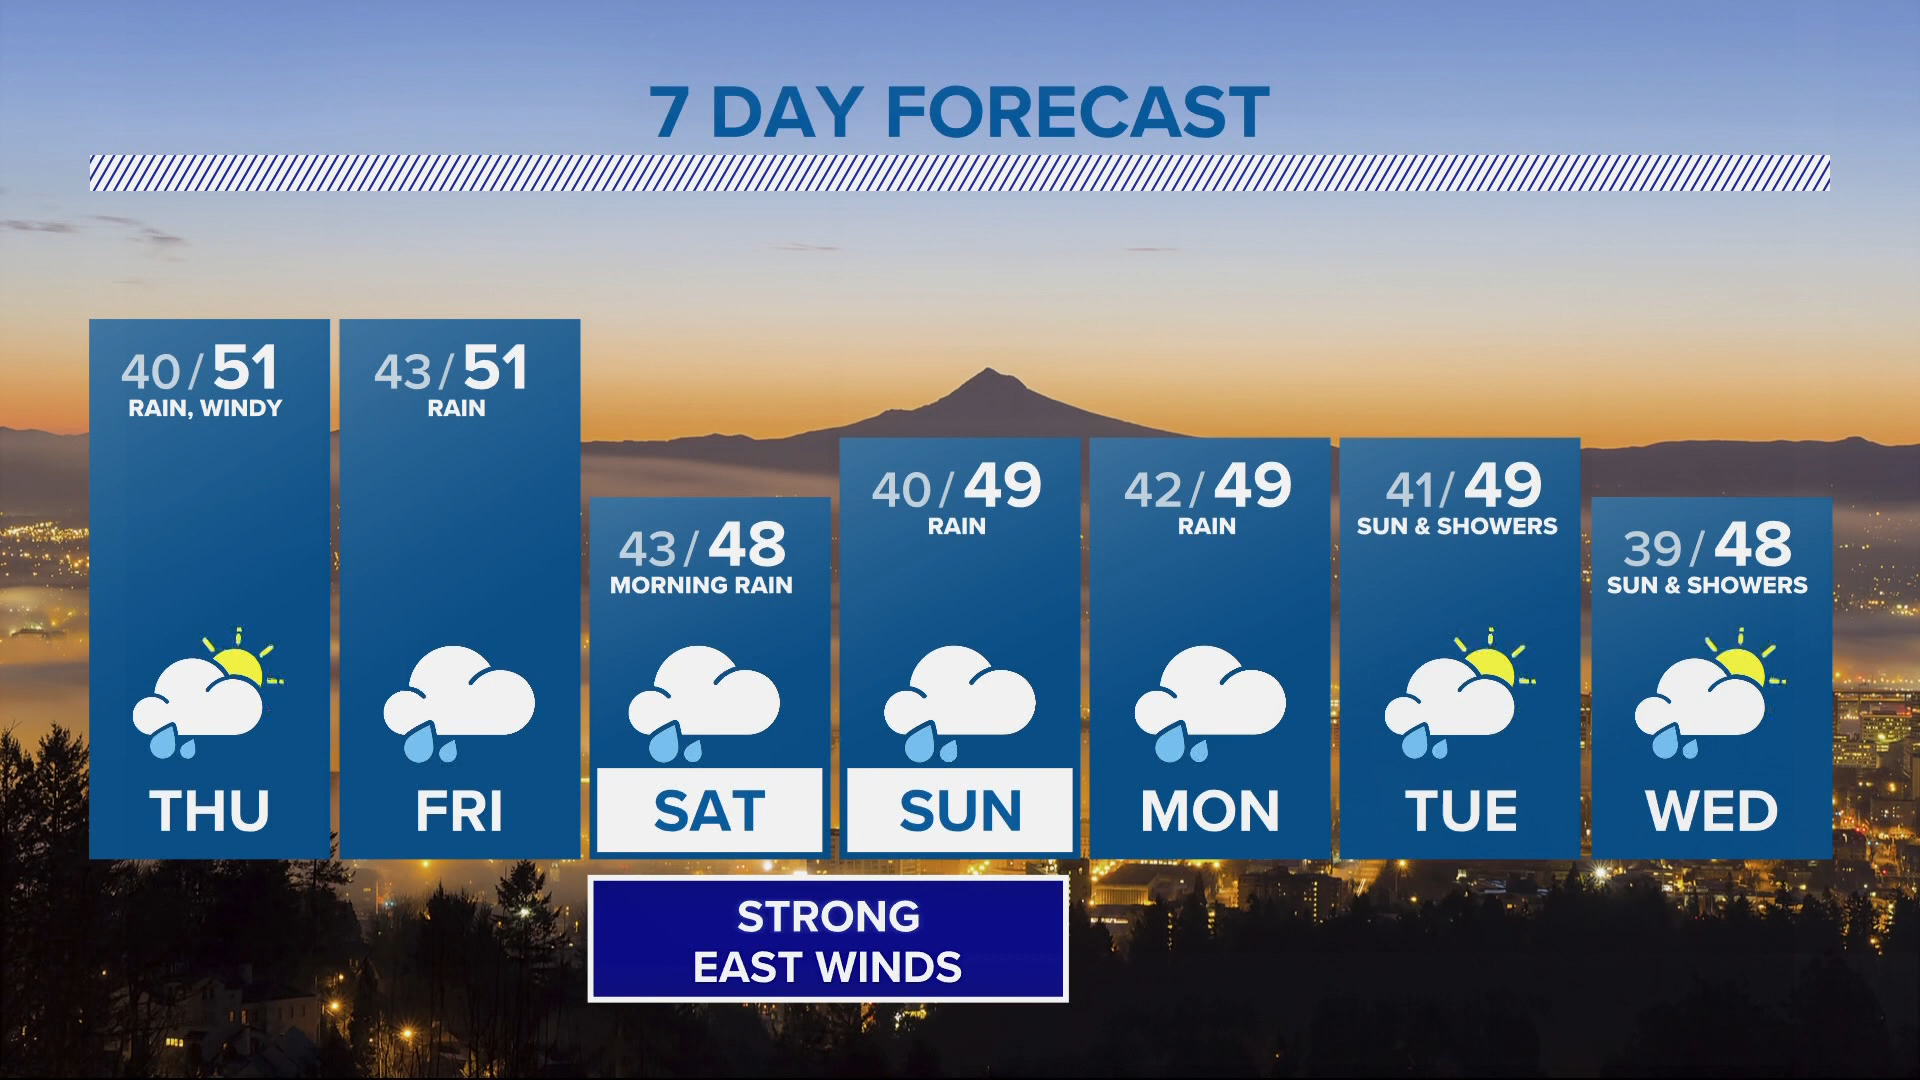 7 DAY FORECAST
40/51
RAIN, WINDY
THU
43/51
RAIN
FRI
43/48
MORNING RAIN
SAT
40/49
RAIN
SUN
42/49
RAIN
MON
41/49
SUN & SHOWERS
TUE
39/48
SUN & SHOWERS
WED
STRONG
EAST WINDS